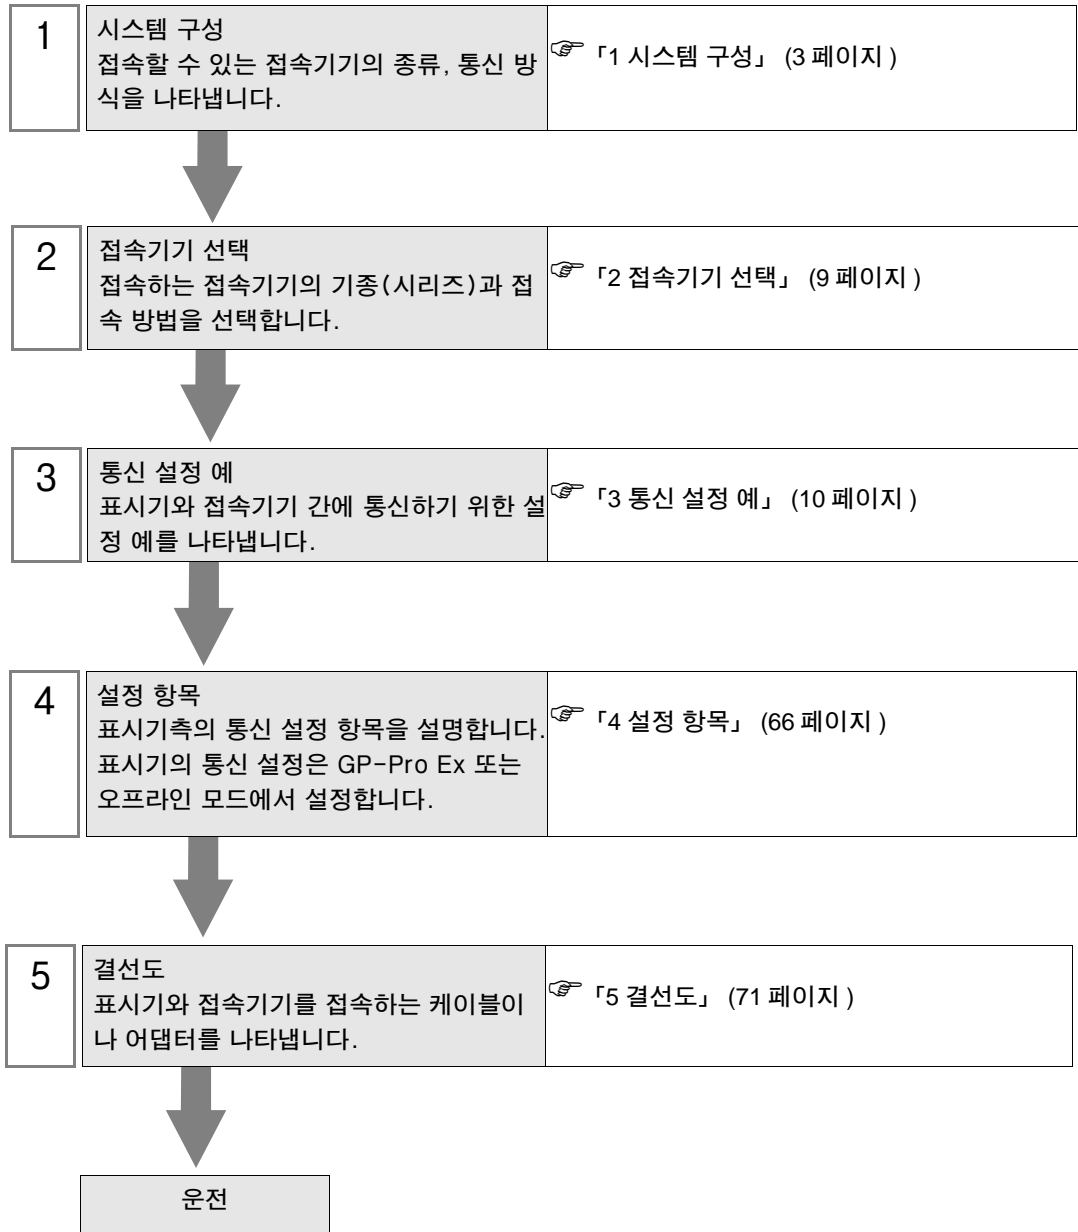 1
시스템 구성
접속할 수 있는 접속기기의 종류, 통신 방
식을 나타냅니다.
☞ 「1 시스템 구성」 (3 페이지 )
2
접속기기 선택
접속하는 접속기기의 기종(시리즈)과 접
속 방법을 선택합니다.
☞ 「2 접속기기 선택」 (9 페이지 )
3
통신 설정 예
표시기와 접속기기 간에 통신하기 위한 설
정 예를 나타냅니다.
☞ 「3 통신 설정 예」 (10 페이지 )
4
설정 항목
표시기측의 통신 설정 항목을 설명합니다.
표시기의 통신 설정은 GP-Pro Ex 또는
오프라인 모드에서 설정합니다.
☞ 「4 설정 항목」 (66 페이지 )
5
결선도
표시기와 접속기기를 접속하는 케이블이
나 어댑터를 나타냅니다.
☞ 「5 결선도」 (71 페이지 )
운전